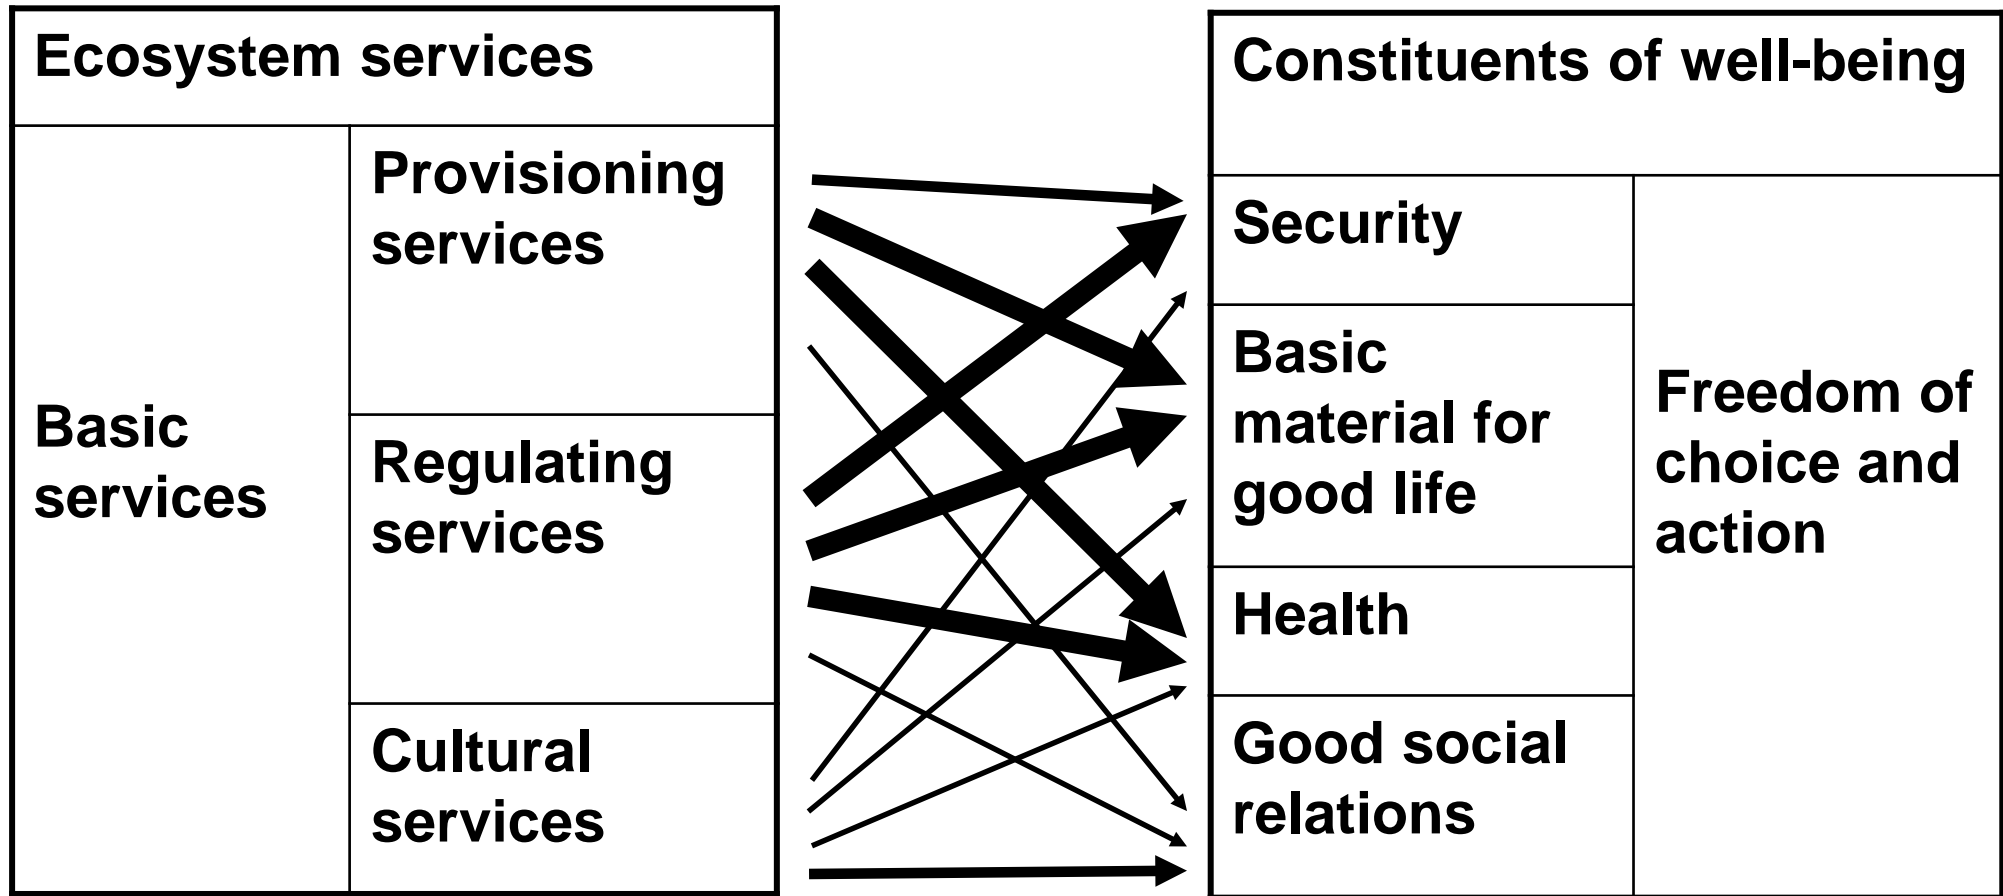 Ecosystem services
Basic
services
Provisioning
services
Regulating
services
Cultural
services
Constituents of well-being
Security
Basic
material for
good life
Health
Good social
relations
Freedom of
choice and
action